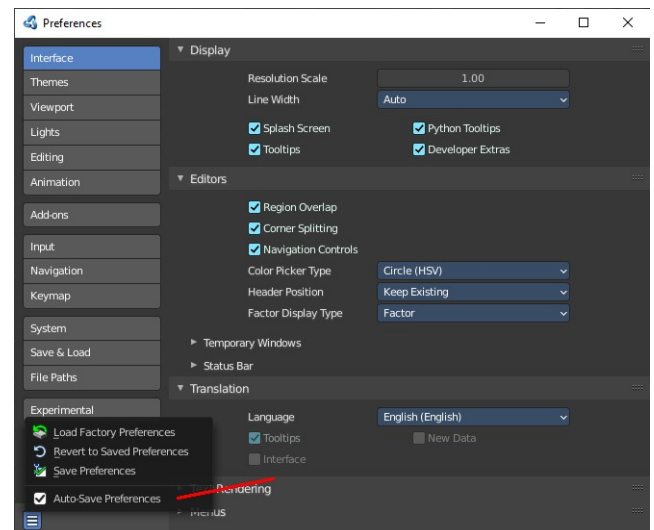 Preferences
Interface
Themes
Viewport
Lights
Editing
Animation
Add-ons
Input
Navigation
Keymap
System
Save & Load
File Paths
Experimental
Load Factory Preferences
Revert to Saved Preferences
Save Preferences
Auto-Save Preferences
Display
Resolution Scale 1.00
Line Width Auto
Splash Screen Python Tooltips
Tooltips Developer Extras
Editors
Region Overlap
Corner Splitting
Navigation Controls
Color Picker Type Circle (HSV)
Header Position Keep Existing
Factor Display Type Factor
Temporary Windows
Status Bar
Translation
Language English (English)
Tooltips New Data
Interface
Rendering
Menus